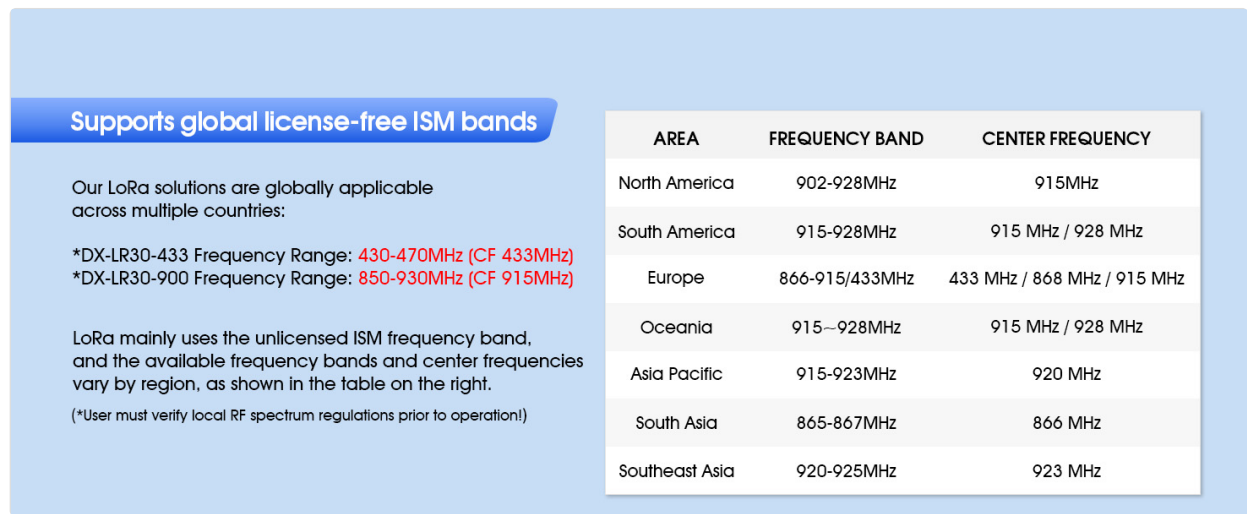 Supports global license-free ISM bands
Our LoRa solutions are globally applicable
across multiple countries:
*DX-LR30-433 Frequency Range: 430-470MHz (CF 433MHz)
*DX-LR30-900 Frequency Range: 850-930MHz (CF 915MHz)
LoRa mainly uses the unlicensed ISM frequency band,
and the available frequency bands and center frequencies
vary by region, as shown in the table on the right.
(*User must verify local RF spectrum regulations prior to operation!)
AREA FREQUENCY BAND CENTER FREQUENCY
North America 902-928MHz 915MHz
South America 915-928MHz 915 MHz / 928 MHz
Europe 866-915/433MHz 433 MHz / 868 MHz / 915 MHz
Oceania 915~928MHz 915 MHz / 928 MHz
Asia Pacific 915-923MHz 920 MHz
South Asia 865-867MHz 866 MHz
Southeast Asia 920-925MHz 923 MHz